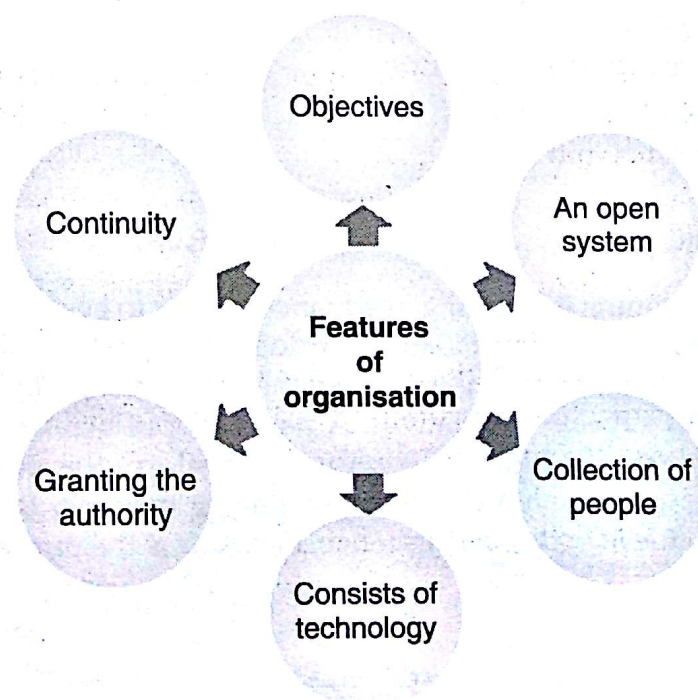 Objectives
Continuity
An open
system
Features
of
organisation
Granting the
authority
Collection of
people
Consists of
technology